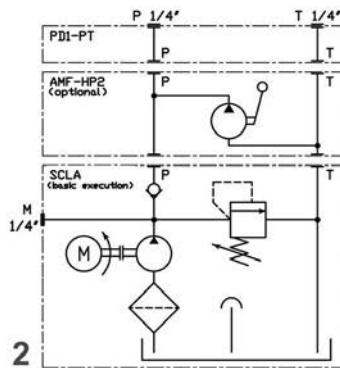 P 1/4" T 1/4"
PD1-PT
P T
AMF-HP2
(optional)
P T
SCLA
(basic execution)
P T
M
1/4"
M
2